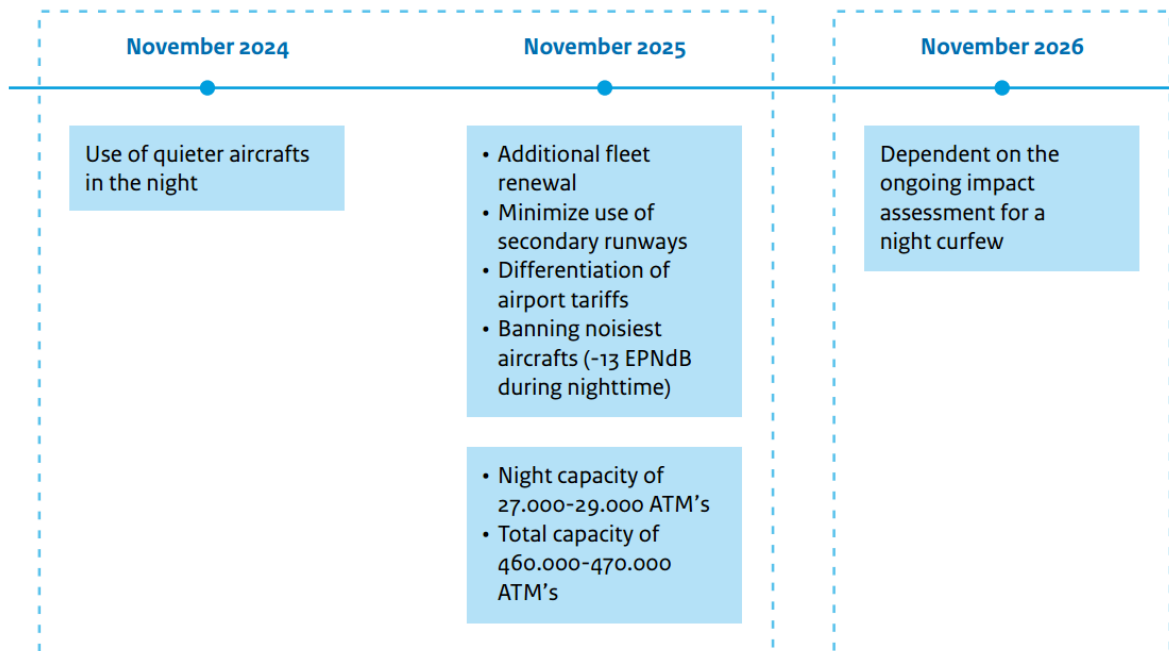 November 2024
November 2025
November 2026
Use of quieter aircrafts
in the night
• Additional fleet
renewal
• Minimize use of
secondary runways
• Differentiation of
airport tariffs
• Banning noisiest
aircrafts (-13 EPNdB
during nighttime)
• Night capacity of
27.000-29.000 ATM's
• Total capacity of
460.000-470.000
ATM's
Dependent on the
ongoing impact
assessment for a
night curfew